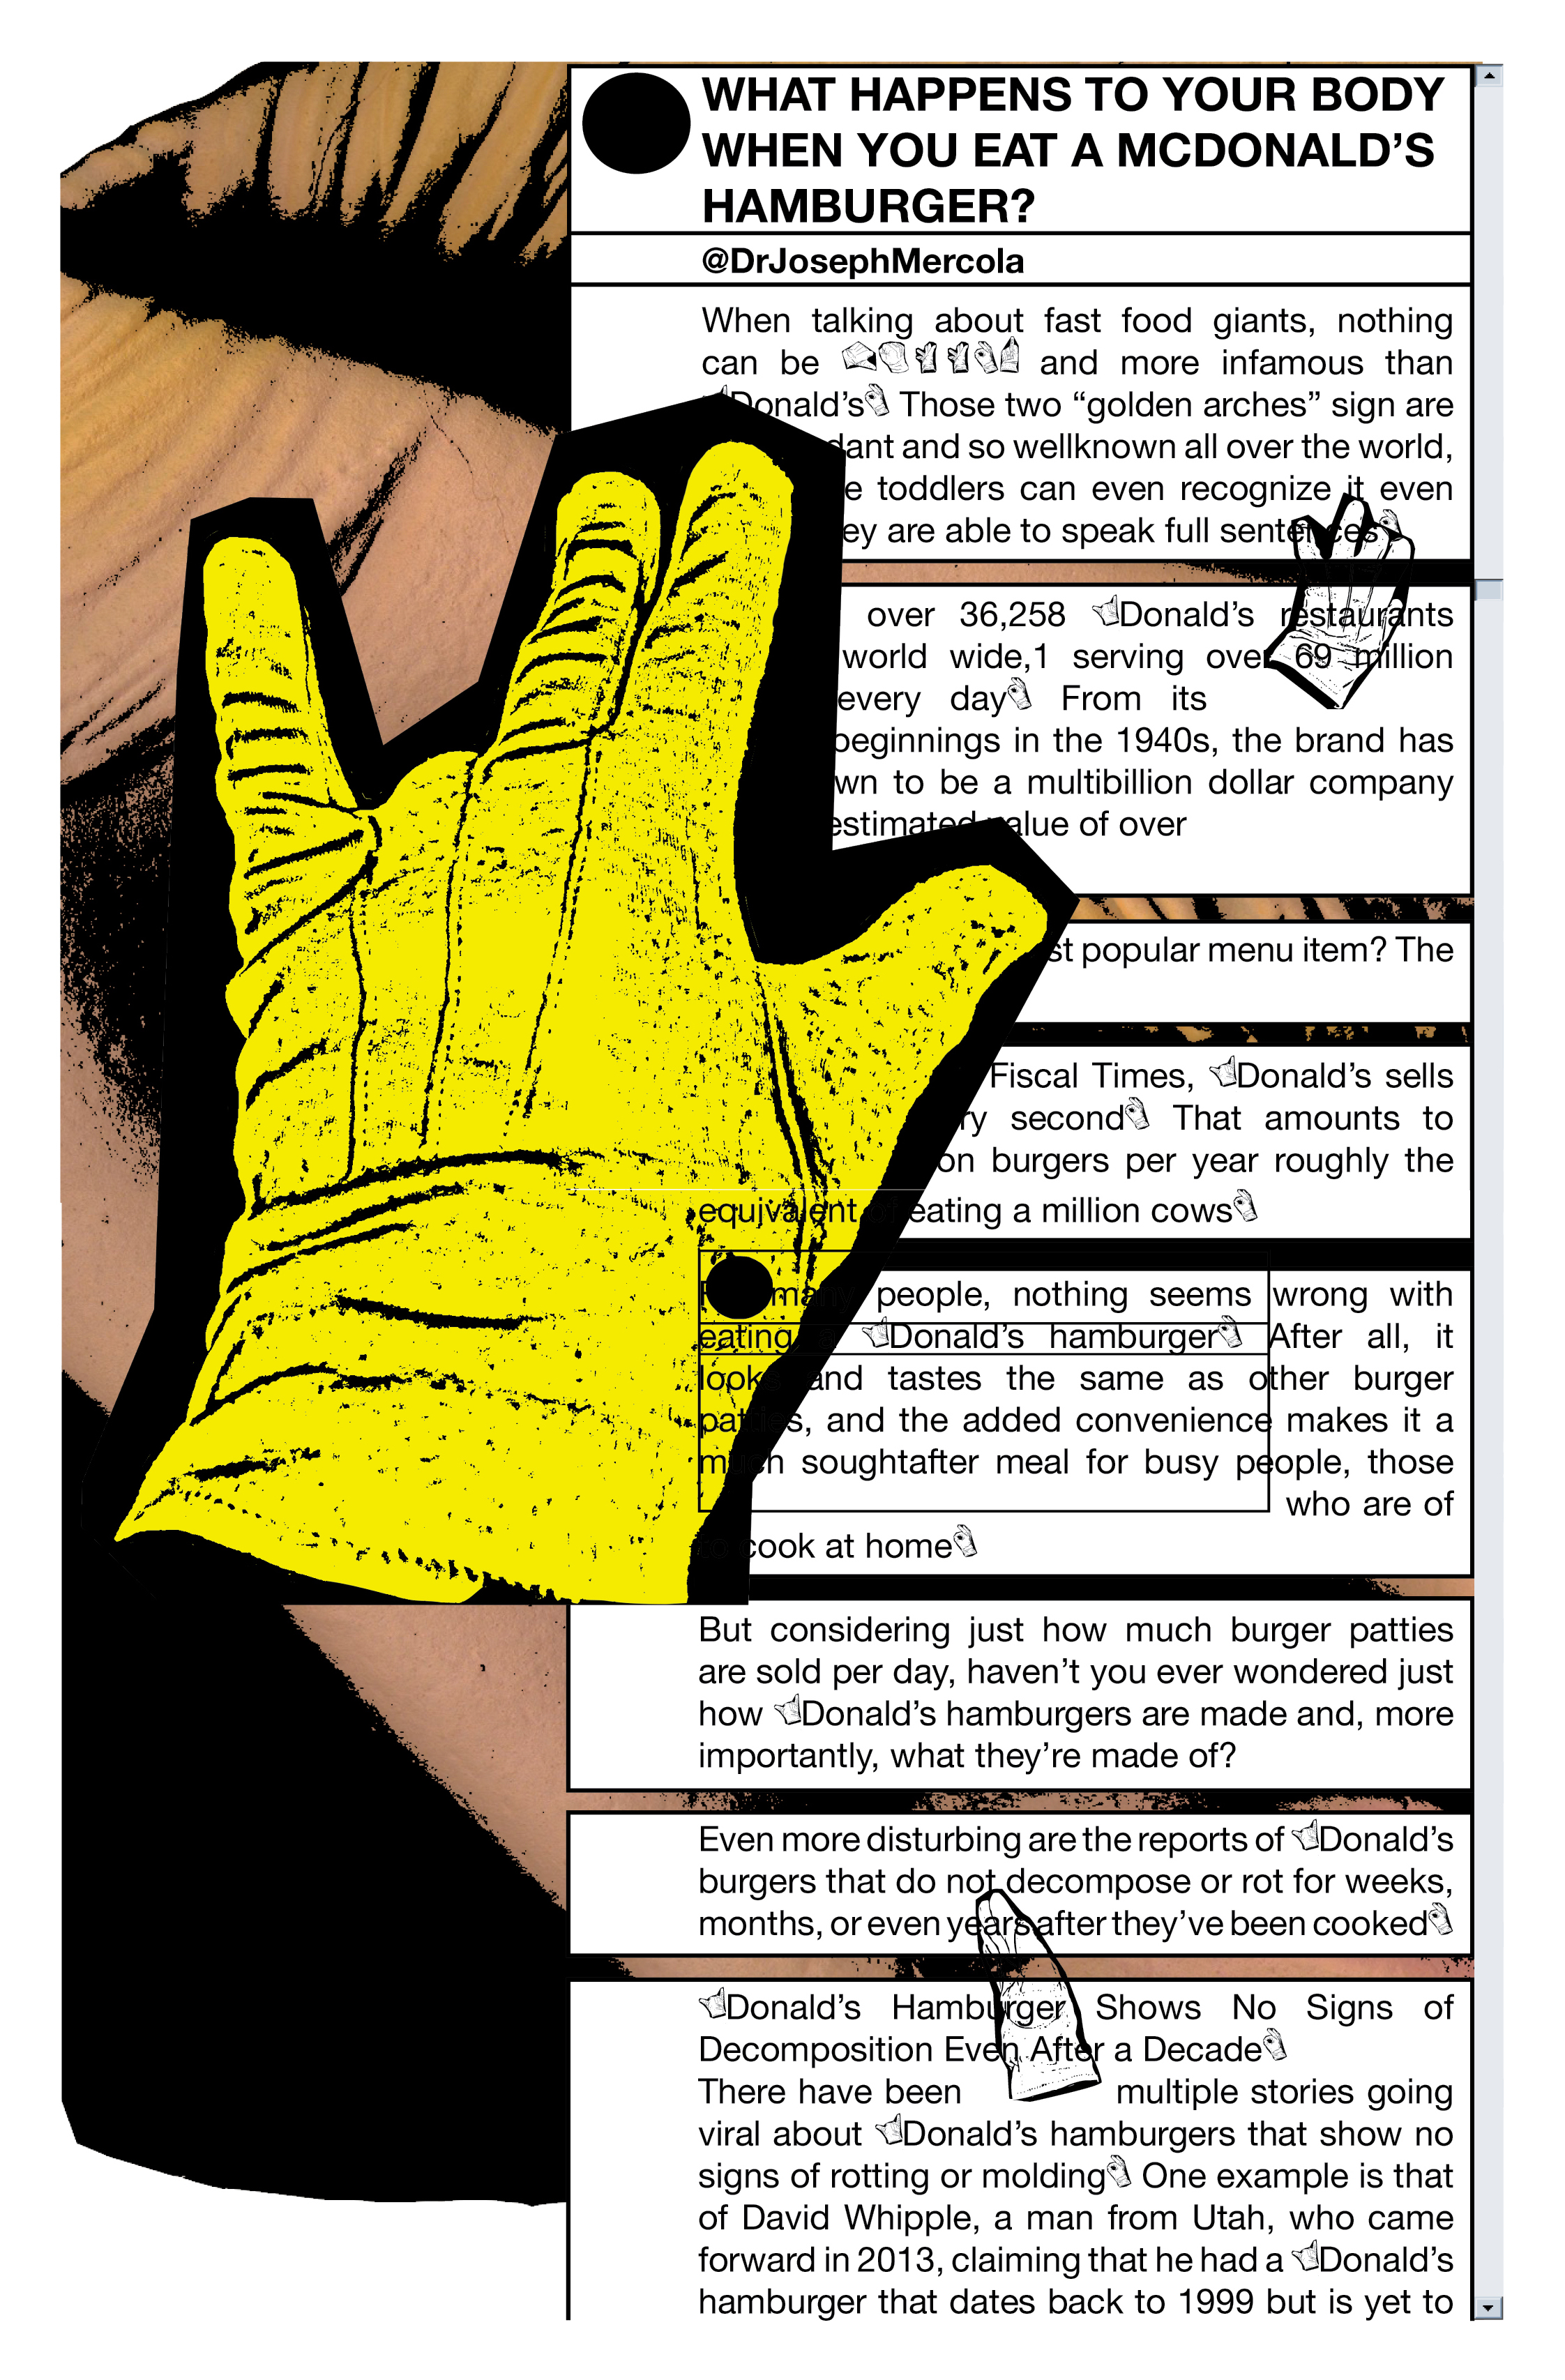 WHAT HAPPENS TO YOUR BODY
WHEN YOU EAT A MCDONALD'S
HAMBURGER?
@DrJosephMercola
When talking about fast food giants, nothing
can be and more infamous than
Donald's Those two “golden arches” sign are
and so wellknown all over the world,
toddlers can even recognize it even
are able to speak full sentences
over 36,258 Donald's restaurants
world wide,1 serving over 69 million
every day From its
beginnings in the 1940s, the brand has
to be a multibillion dollar company
estimated value of over
popular menu item? The
Fiscal Times, Donald's sells
second That amounts to
burgers per year roughly the
equivalent of eating a million cows
many people, nothing seems wrong with
eating a Donald's hamburger After all, it
looks and tastes the same as other burger
patties, and the added convenience makes it a
much soughtafter meal for busy people, those
who are of
to cook at home
But considering just how much burger patties
are sold per day, haven't you ever wondered just
how Donald's hamburgers are made and, more
importantly, what they're made of?
Even more disturbing are the reports of Donald's
burgers that do not decompose or rot for weeks,
months, or even years after they've been cooked
Donald's Hamburger Shows No Signs of
Decomposition Even After a Decade
There have been multiple stories going
viral about Donald's hamburgers that show no
signs of rotting or molding One example is that
of David Whipple, a man from Utah, who came
forward in 2013, claiming that he had a Donald's
hamburger that dates back to 1999 but is yet to